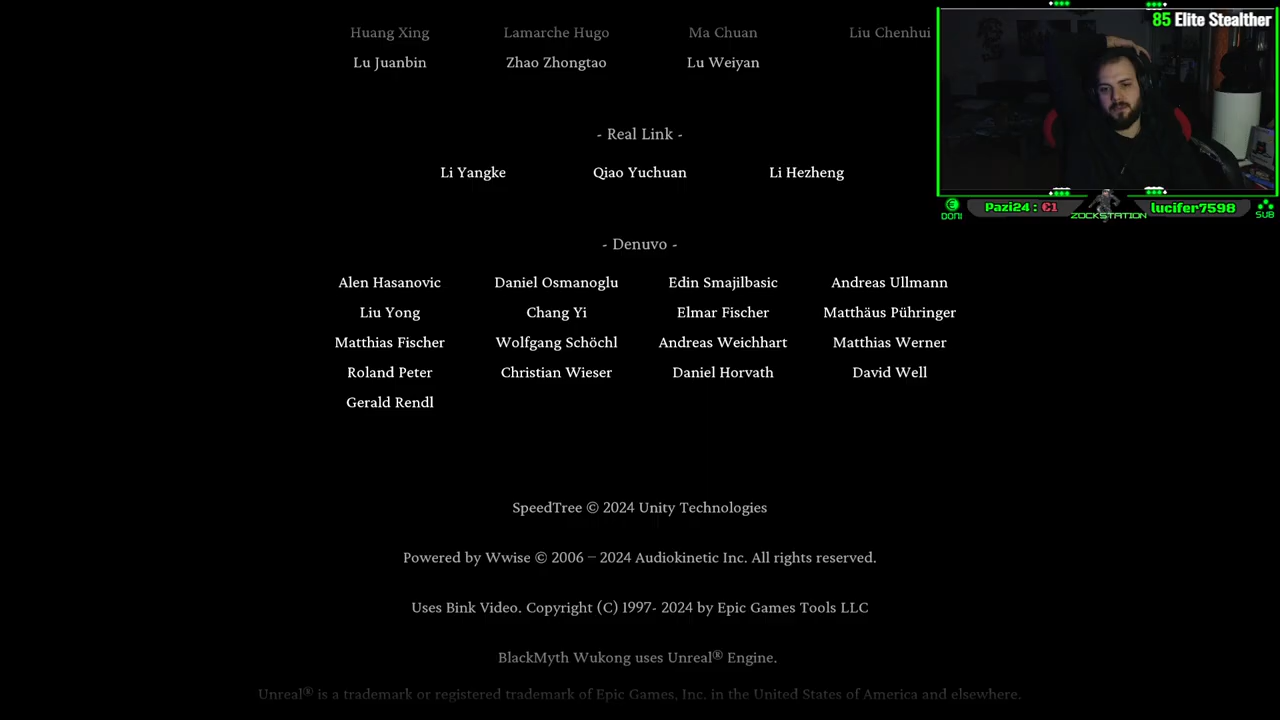 85 Elite Stealther
Huang Xing Lamarche Hugo Ma Chuan Liu Chenhui
Lu Juanbin Zhao Zhongtao Lu Weiyan
- Real Link -
Li Yangke Qiao Yuchuan Li Hezheng
DONI Pazi24 : €1 ZOCKSTATION lucifer7598 SUB
- Denuvo -
Alen Hasanovic Daniel Osmanoglu Edin Smajilbasic Andreas Ullmann
Liu Yong Chang Yi Elmar Fischer Matthäus Pühringer
Matthias Fischer Wolfgang Schöchl Andreas Weichhart Matthias Werner
Roland Peter Christian Wieser Daniel Horvath David Well
Gerald Rendl
SpeedTree © 2024 Unity Technologies
Powered by Wwise © 2006 – 2024 Audiokinetic Inc. All rights reserved.
Uses Bink Video. Copyright (C) 1997- 2024 by Epic Games Tools LLC
BlackMyth Wukong uses Unreal® Engine.
Unreal® is a trademark or registered trademark of Epic Games, Inc. in the United States of America and elsewhere.